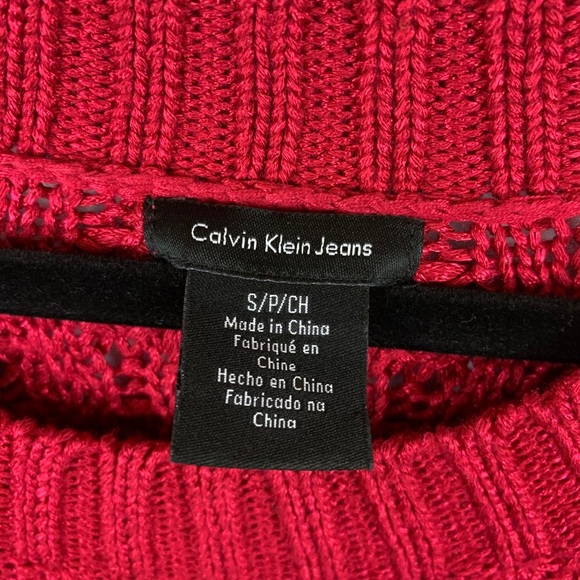 Calvin Klein Jeans
S/P/CH
Made in China
Fabriqué en
Chine
Hecho en China
Fabricado na
China